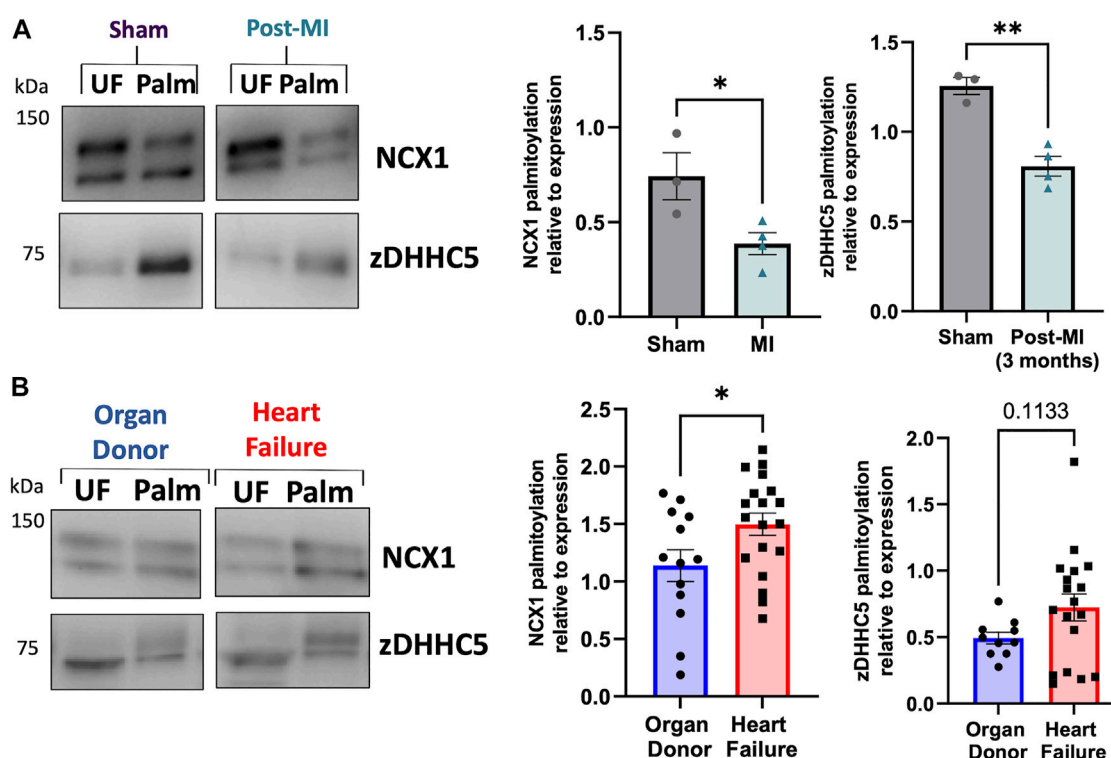 A
Sham
Post-MI
kDa
UF Palm
UF Palm
150
NCX1
75
zDHHC5
NCX1 palmitoylation
relative to expression
1.5
1.0
0.5
0.0
*
Sham
MI
zDHHC5 palmitoylation
relative to expression
1.5
1.0
0.5
0.0
**
Sham
Post-MI
(3 months)
B
Organ
Donor
Heart
Failure
kDa
UF Palm
UF Palm
150
NCX1
75
zDHHC5
NCX1 palmitoylation
relative to expression
2.5
2.0
1.5
1.0
0.5
0.0
*
Organ
Donor
Heart
Failure
zDHHC5 palmitoylation
relative to expression
2.0
1.5
1.0
0.5
0.0
0.1133
Organ
Donor
Heart
Failure